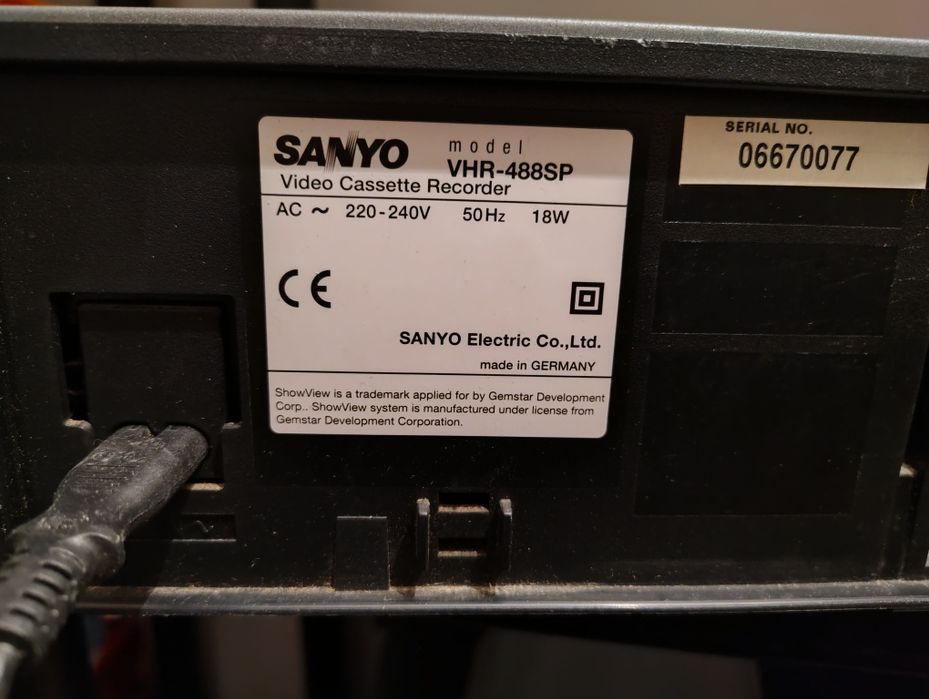 SANYO model
VHR-488SP
Video Cassette Recorder
AC ~ 220-240V 50Hz 18W
CE
SANYO Electric Co.,Ltd.
made in GERMANY
ShowView is a trademark applied for by Gemstar Development
Corp.. ShowView system is manufactured under license from
Gemstar Development Corporation.
SERIAL NO.
06670077